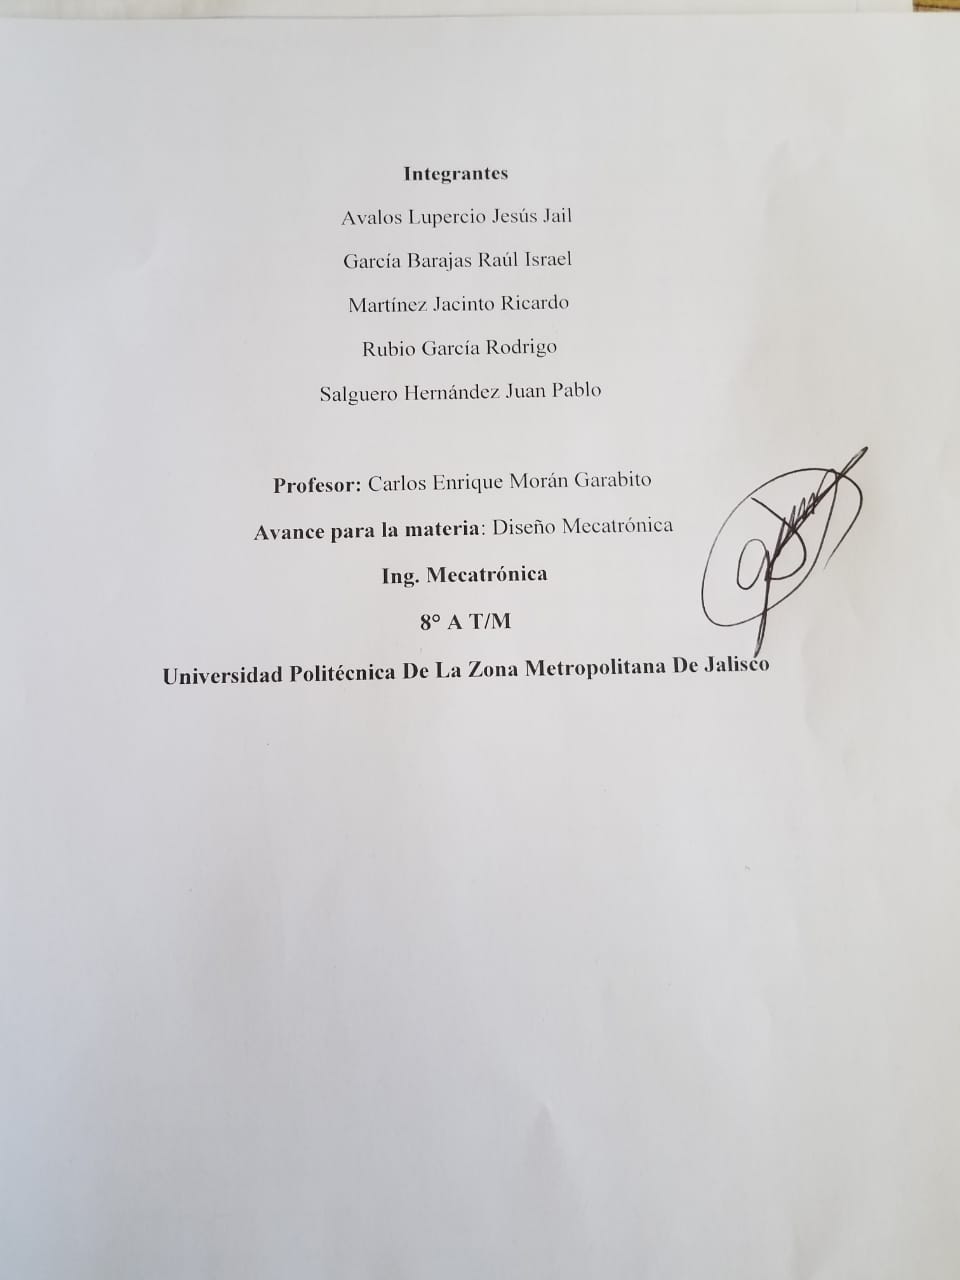 Integrantes
Avalos Lupercio Jesús Jail
García Barajas Raúl Israel
Martínez Jacinto Ricardo
Rubio García Rodrigo
Salguero Hernández Juan Pablo
Profesor: Carlos Enrique Morán Garabito
Avance para la materia: Diseño Mecatrónica
Ing. Mecatrónica
8° A T/M
Universidad Politécnica De La Zona Metropolitana De Jalisco